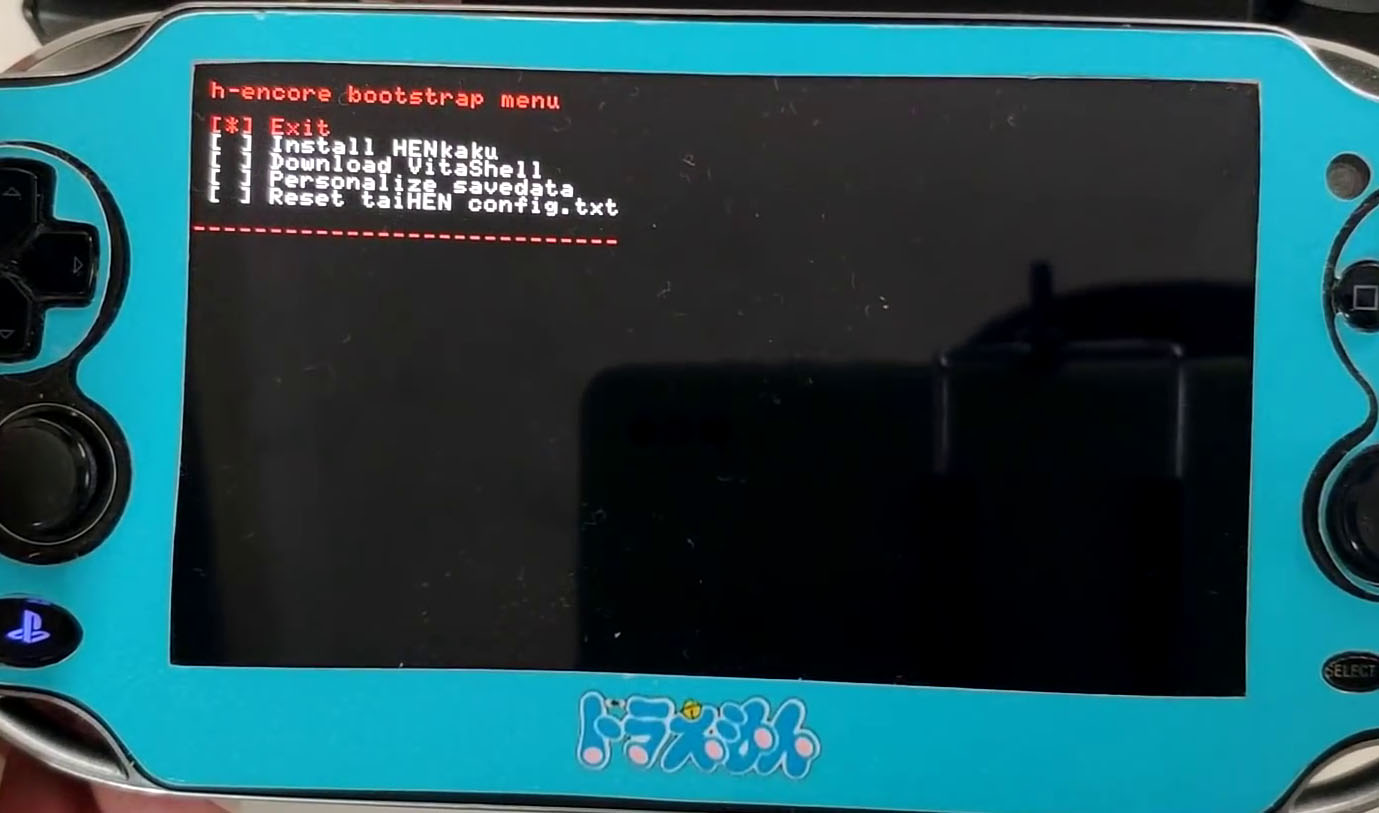 h-encore bootstrap menu
[*] Exit
[ ] Install HENkaku
[ ] Download VitaShell
[ ] Personalize savedata
[ ] Reset taiHEN config.txt
----------------------------
SELECT
ドラえもん